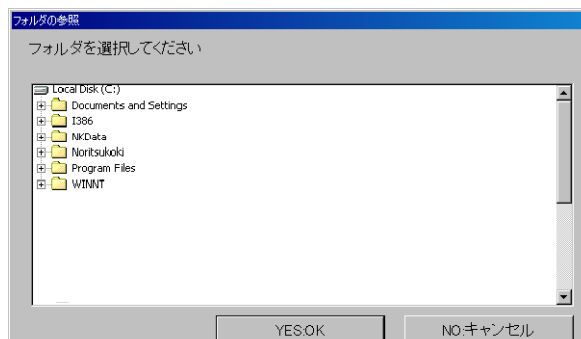 フォルダの参照
フォルダを選択してください
Local Disk (C:)
Documents and Settings
I386
NKData
Noritsukoki
Program Files
WINNT
YES:OK
NO:キャンセル